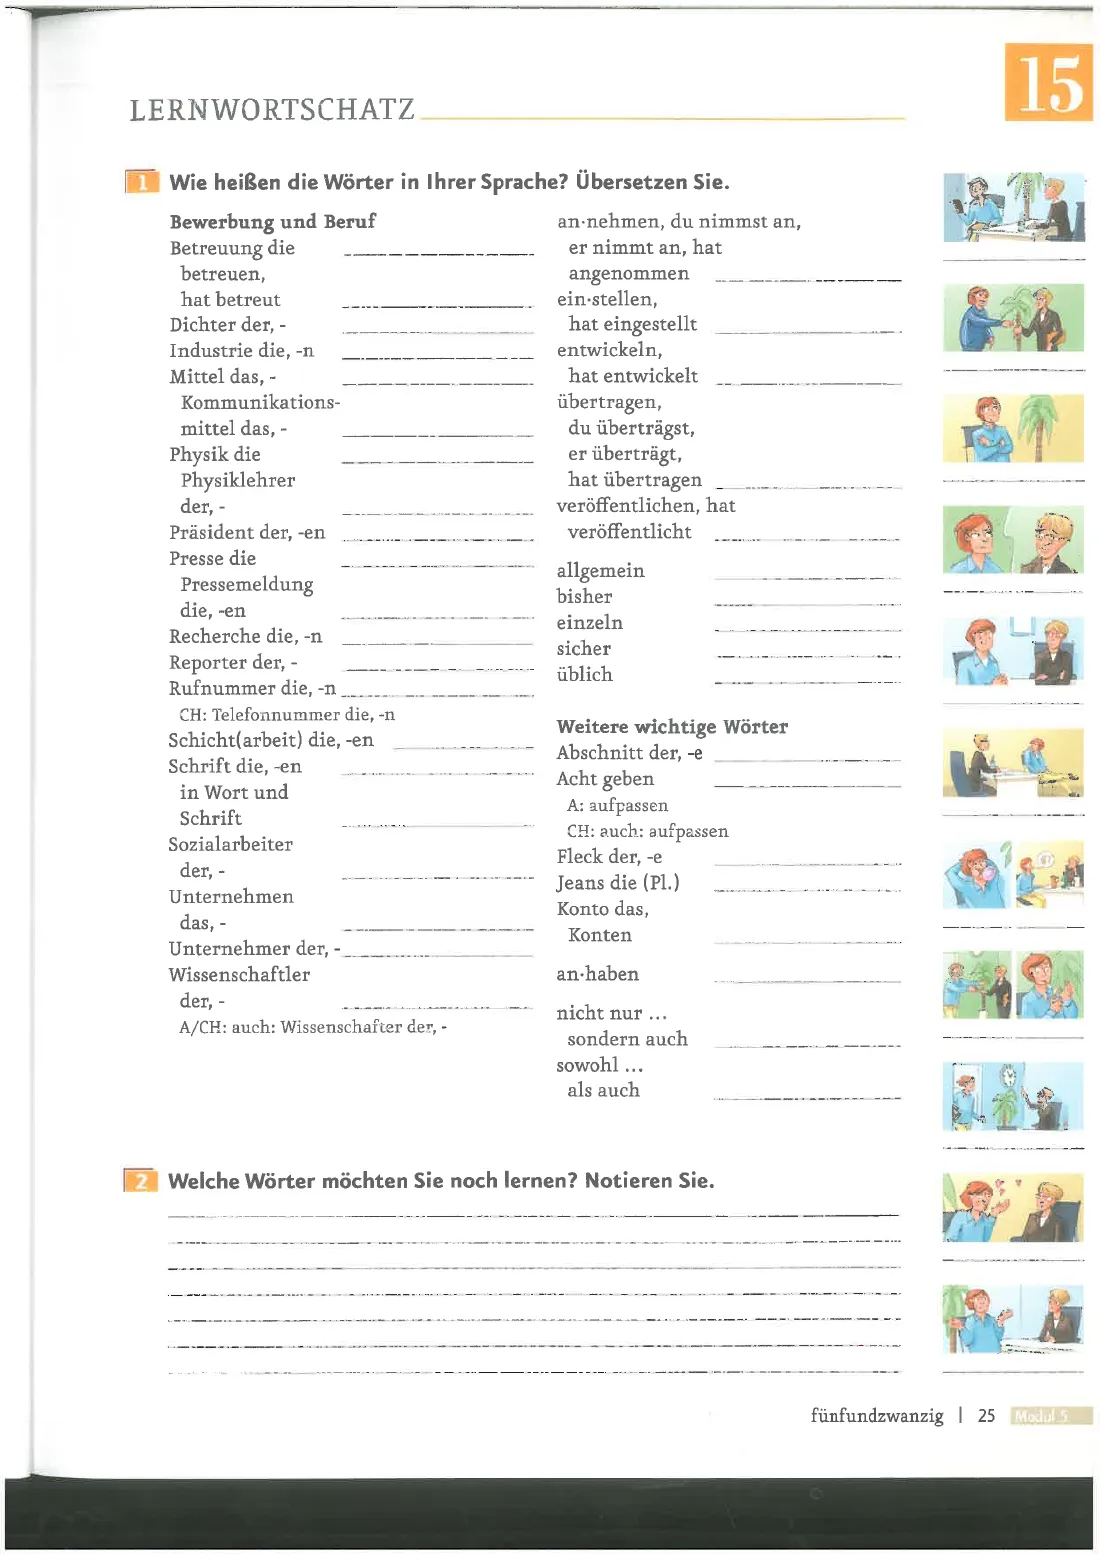 15
LERNWORTSCHATZ
1 Wie heißen die Wörter in Ihrer Sprache? Übersetzen Sie.
Bewerbung und Beruf
Betreuung die
betreuen,
hat betreut
Dichter der, -
Industrie die, -n
Mittel das, -
Kommunikations-
mittel das, -
Physik die
Physiklehrer
der, -
Präsident der, -en
Presse die
Pressemeldung
die, -en
Recherche die, -n
Reporter der, -
Rufnummer die, -n
CH: Telefonnummer die, -n
Schicht(arbeit) die, -en
Schrift die, -en
in Wort und
Schrift
Sozialarbeiter
der, -
Unternehmen
das, -
Unternehmer der, -
Wissenschaftler
der, -
A/CH: auch: Wissenschafter der, -
an·nehmen, du nimmst an,
er nimmt an, hat
angenommen
ein·stellen,
hat eingestellt
entwickeln,
hat entwickelt
übertragen,
du überträgst,
er überträgt,
hat übertragen
veröffentlichen, hat
veröffentlicht
allgemein
bisher
einzeln
sicher
üblich
Weitere wichtige Wörter
Abschnitt der, -e
Acht geben
A: aufpassen
CH: auch: aufpassen
Fleck der, -e
Jeans die (Pl.)
Konto das,
Konten
an·haben
nicht nur ...
sondern auch
sowohl ...
als auch
2 Welche Wörter möchten Sie noch lernen? Notieren Sie.
fünfundzwanzig | 25 Modul 5